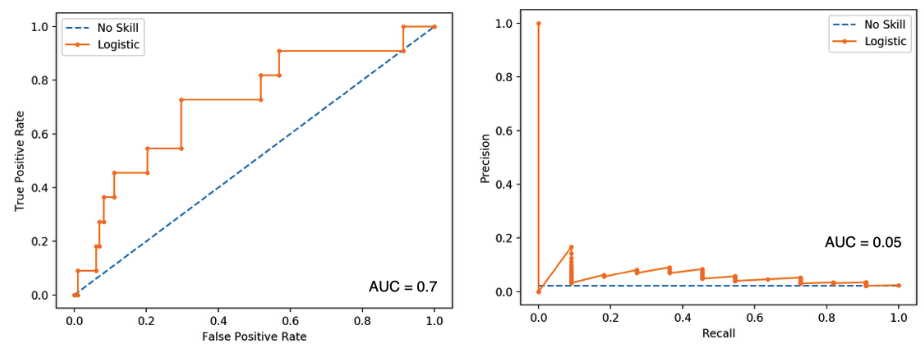 No Skill
Logistic
1.0
0.8
0.6
0.4
0.2
0.0
True Positive Rate
AUC = 0.7
0.0 0.2 0.4 0.6 0.8 1.0
False Positive Rate
No Skill
Logistic
1.0
0.8
0.6
0.4
0.2
0.0
Precision
AUC = 0.05
0.0 0.2 0.4 0.6 0.8 1.0
Recall